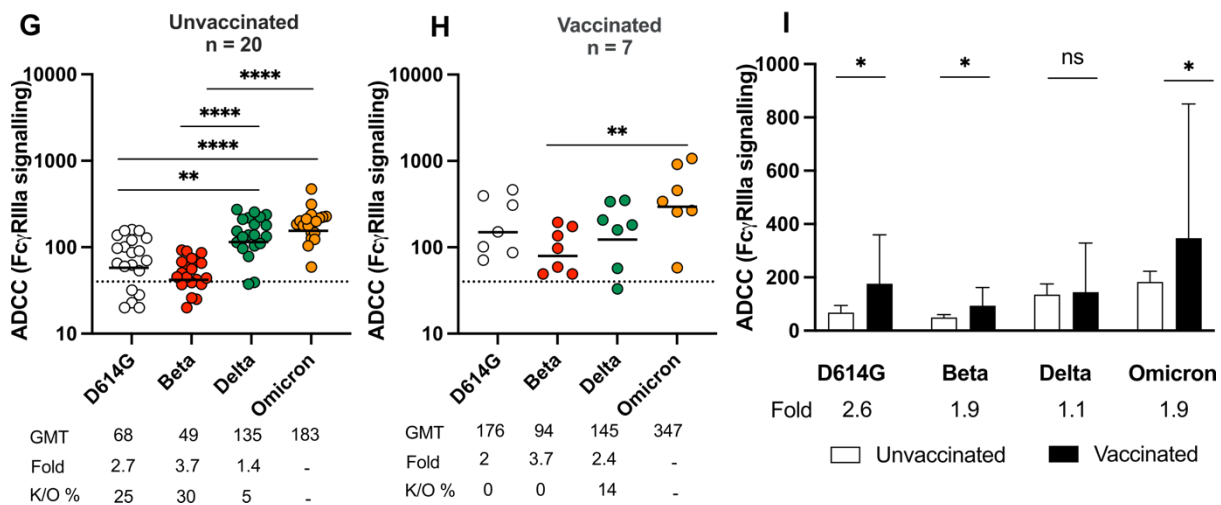 G
Unvaccinated
n = 20
ADCC (FcγRIIIa signalling)
10000
1000
100
10
****
****
****
**
D614G
Beta
Delta
Omicron
GMT 68 49 135 183
Fold 2.7 3.7 1.4 -
K/O % 25 30 5 -
H
Vaccinated
n = 7
ADCC (FcγRIIIa signalling)
10000
1000
100
10
**
D614G
Beta
Delta
Omicron
GMT 176 94 145 347
Fold 2 3.7 2.4 -
K/O % 0 0 14 -
I
ADCC (FcγRIIIa signalling)
1000
800
600
400
200
0
* * ns *
D614G Beta Delta Omicron
Fold 2.6 1.9 1.1 1.9
Unvaccinated Vaccinated